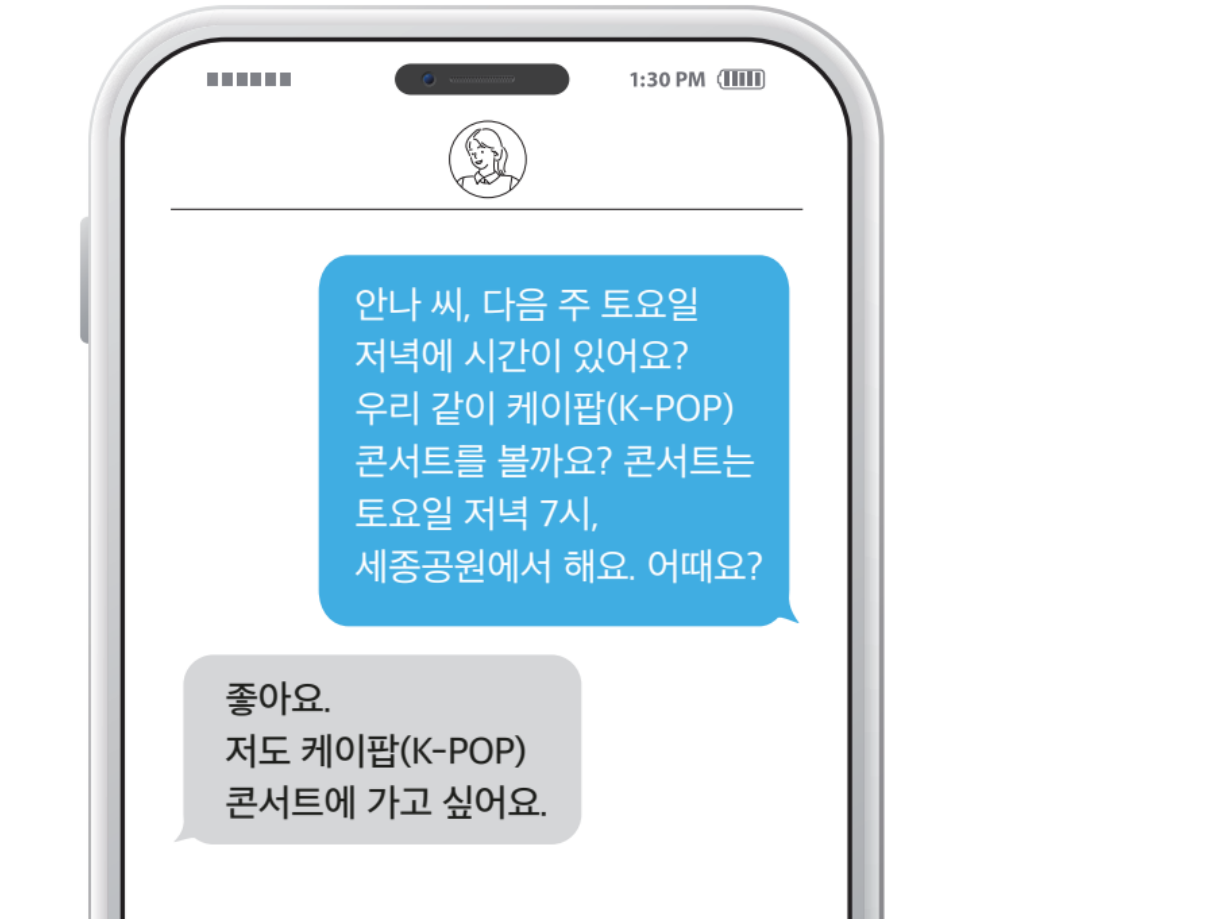 1:30 PM
안나 씨, 다음 주 토요일
저녁에 시간이 있어요?
우리 같이 케이팝(K-POP)
콘서트를 볼까요? 콘서트는
토요일 저녁 7시,
세종공원에서 해요. 어때요?
좋아요.
저도 케이팝(K-POP)
콘서트에 가고 싶어요.